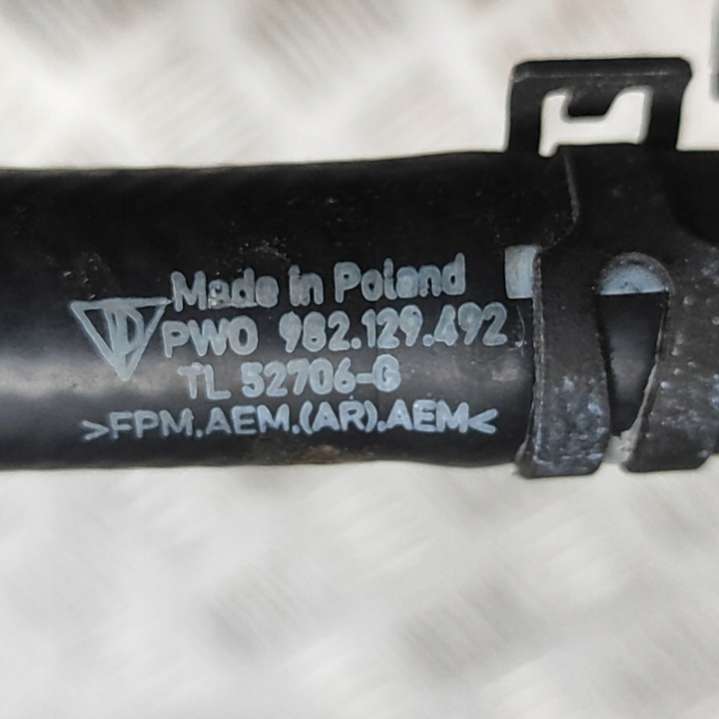 Made in Poland
PWO 982.129.492
TL 52706-G
>FPM.AEM.(AR).AEM<